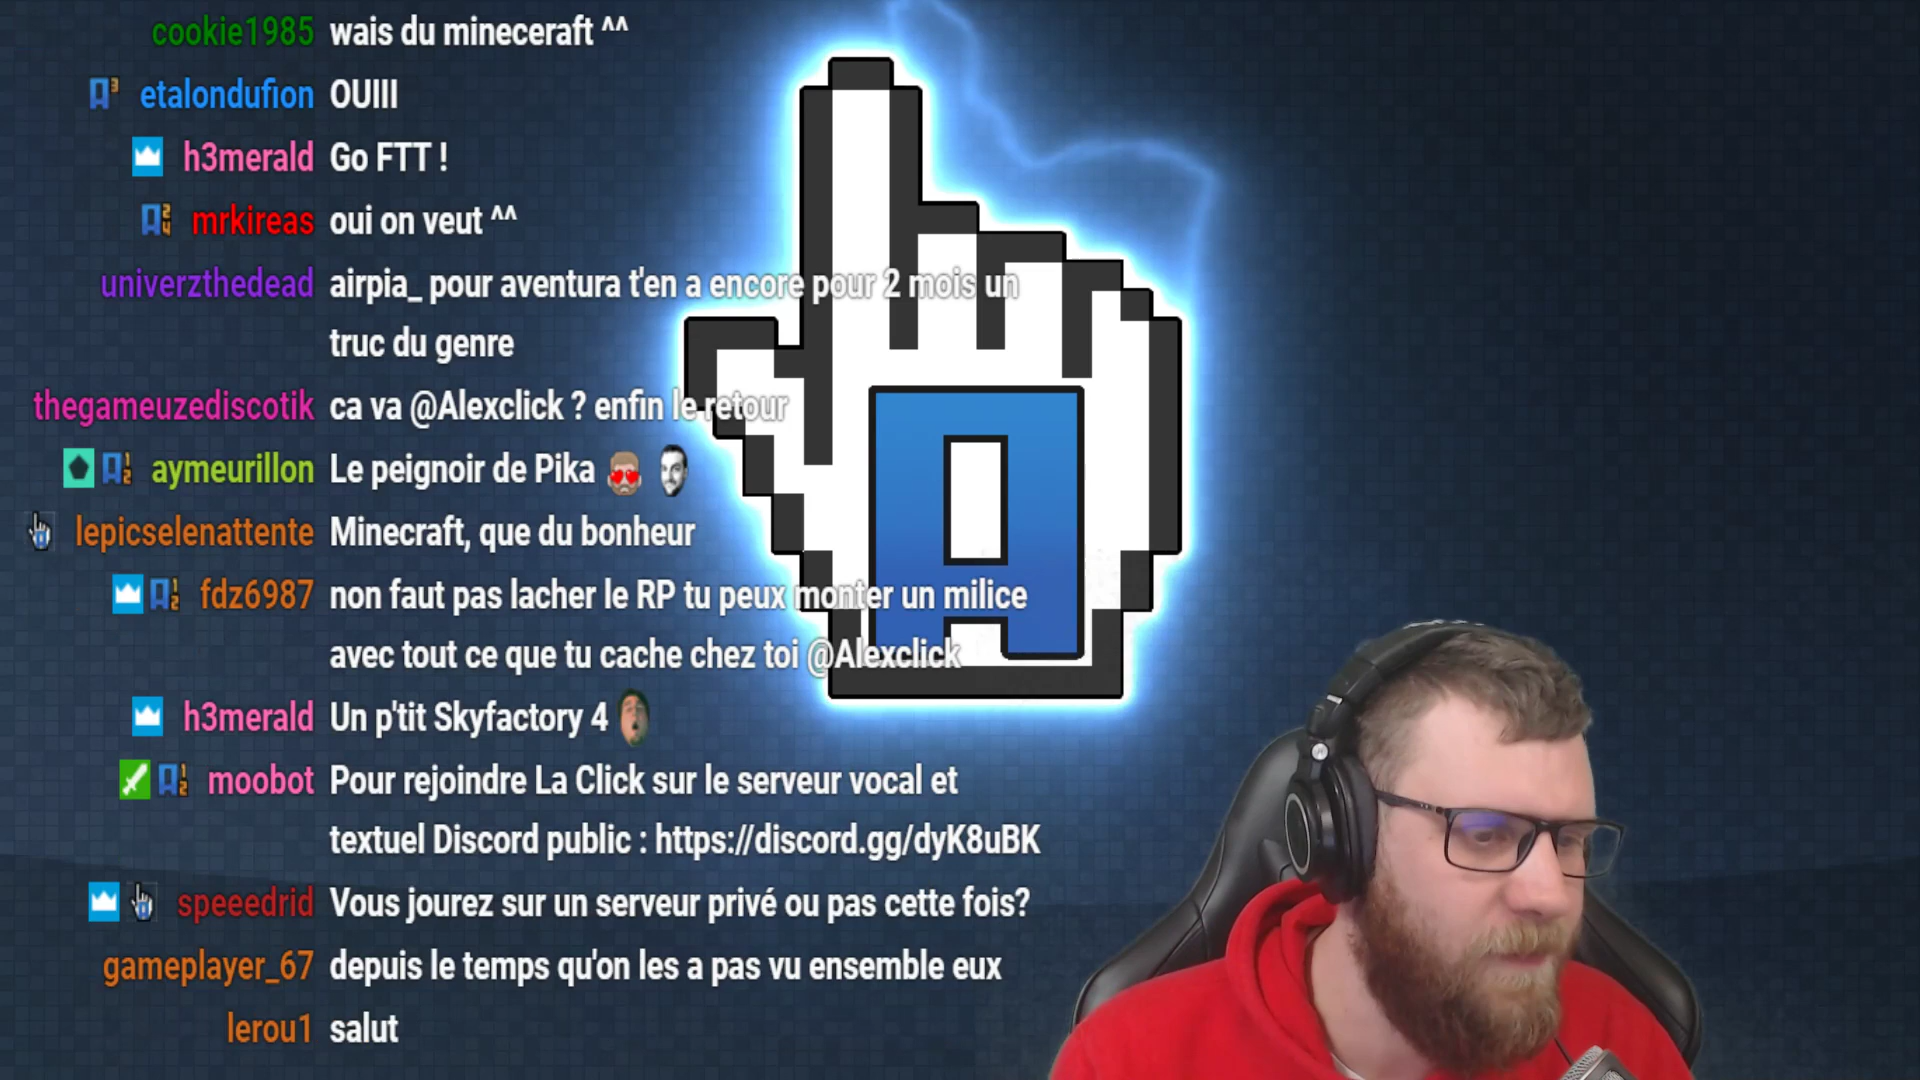 cookie1985 wais du mineceraft ^^
etalondufion OUIII
h3merald Go FTT !
mrkireas oui on veut ^^
univerzthedead airpia_ pour aventura t'en a encore pour 2 mois un
truc du genre
thegameuzediscotik ca va @Alexclick ? enfin le retour
aymeurillon Le peignoir de Pika
lepicselenattente Minecraft, que du bonheur
fdz6987 non faut pas lacher le RP tu peux monter un milice
avec tout ce que tu cache chez toi @Alexclick
h3merald Un p'tit Skyfactory 4
moobot Pour rejoindre La Click sur le serveur vocal et
textuel Discord public : https://discord.gg/dyK8uBK
speeedrid Vous jourez sur un serveur privé ou pas cette fois?
gameplayer_67 depuis le temps qu'on les a pas vu ensemble eux
lerou1 salut
A